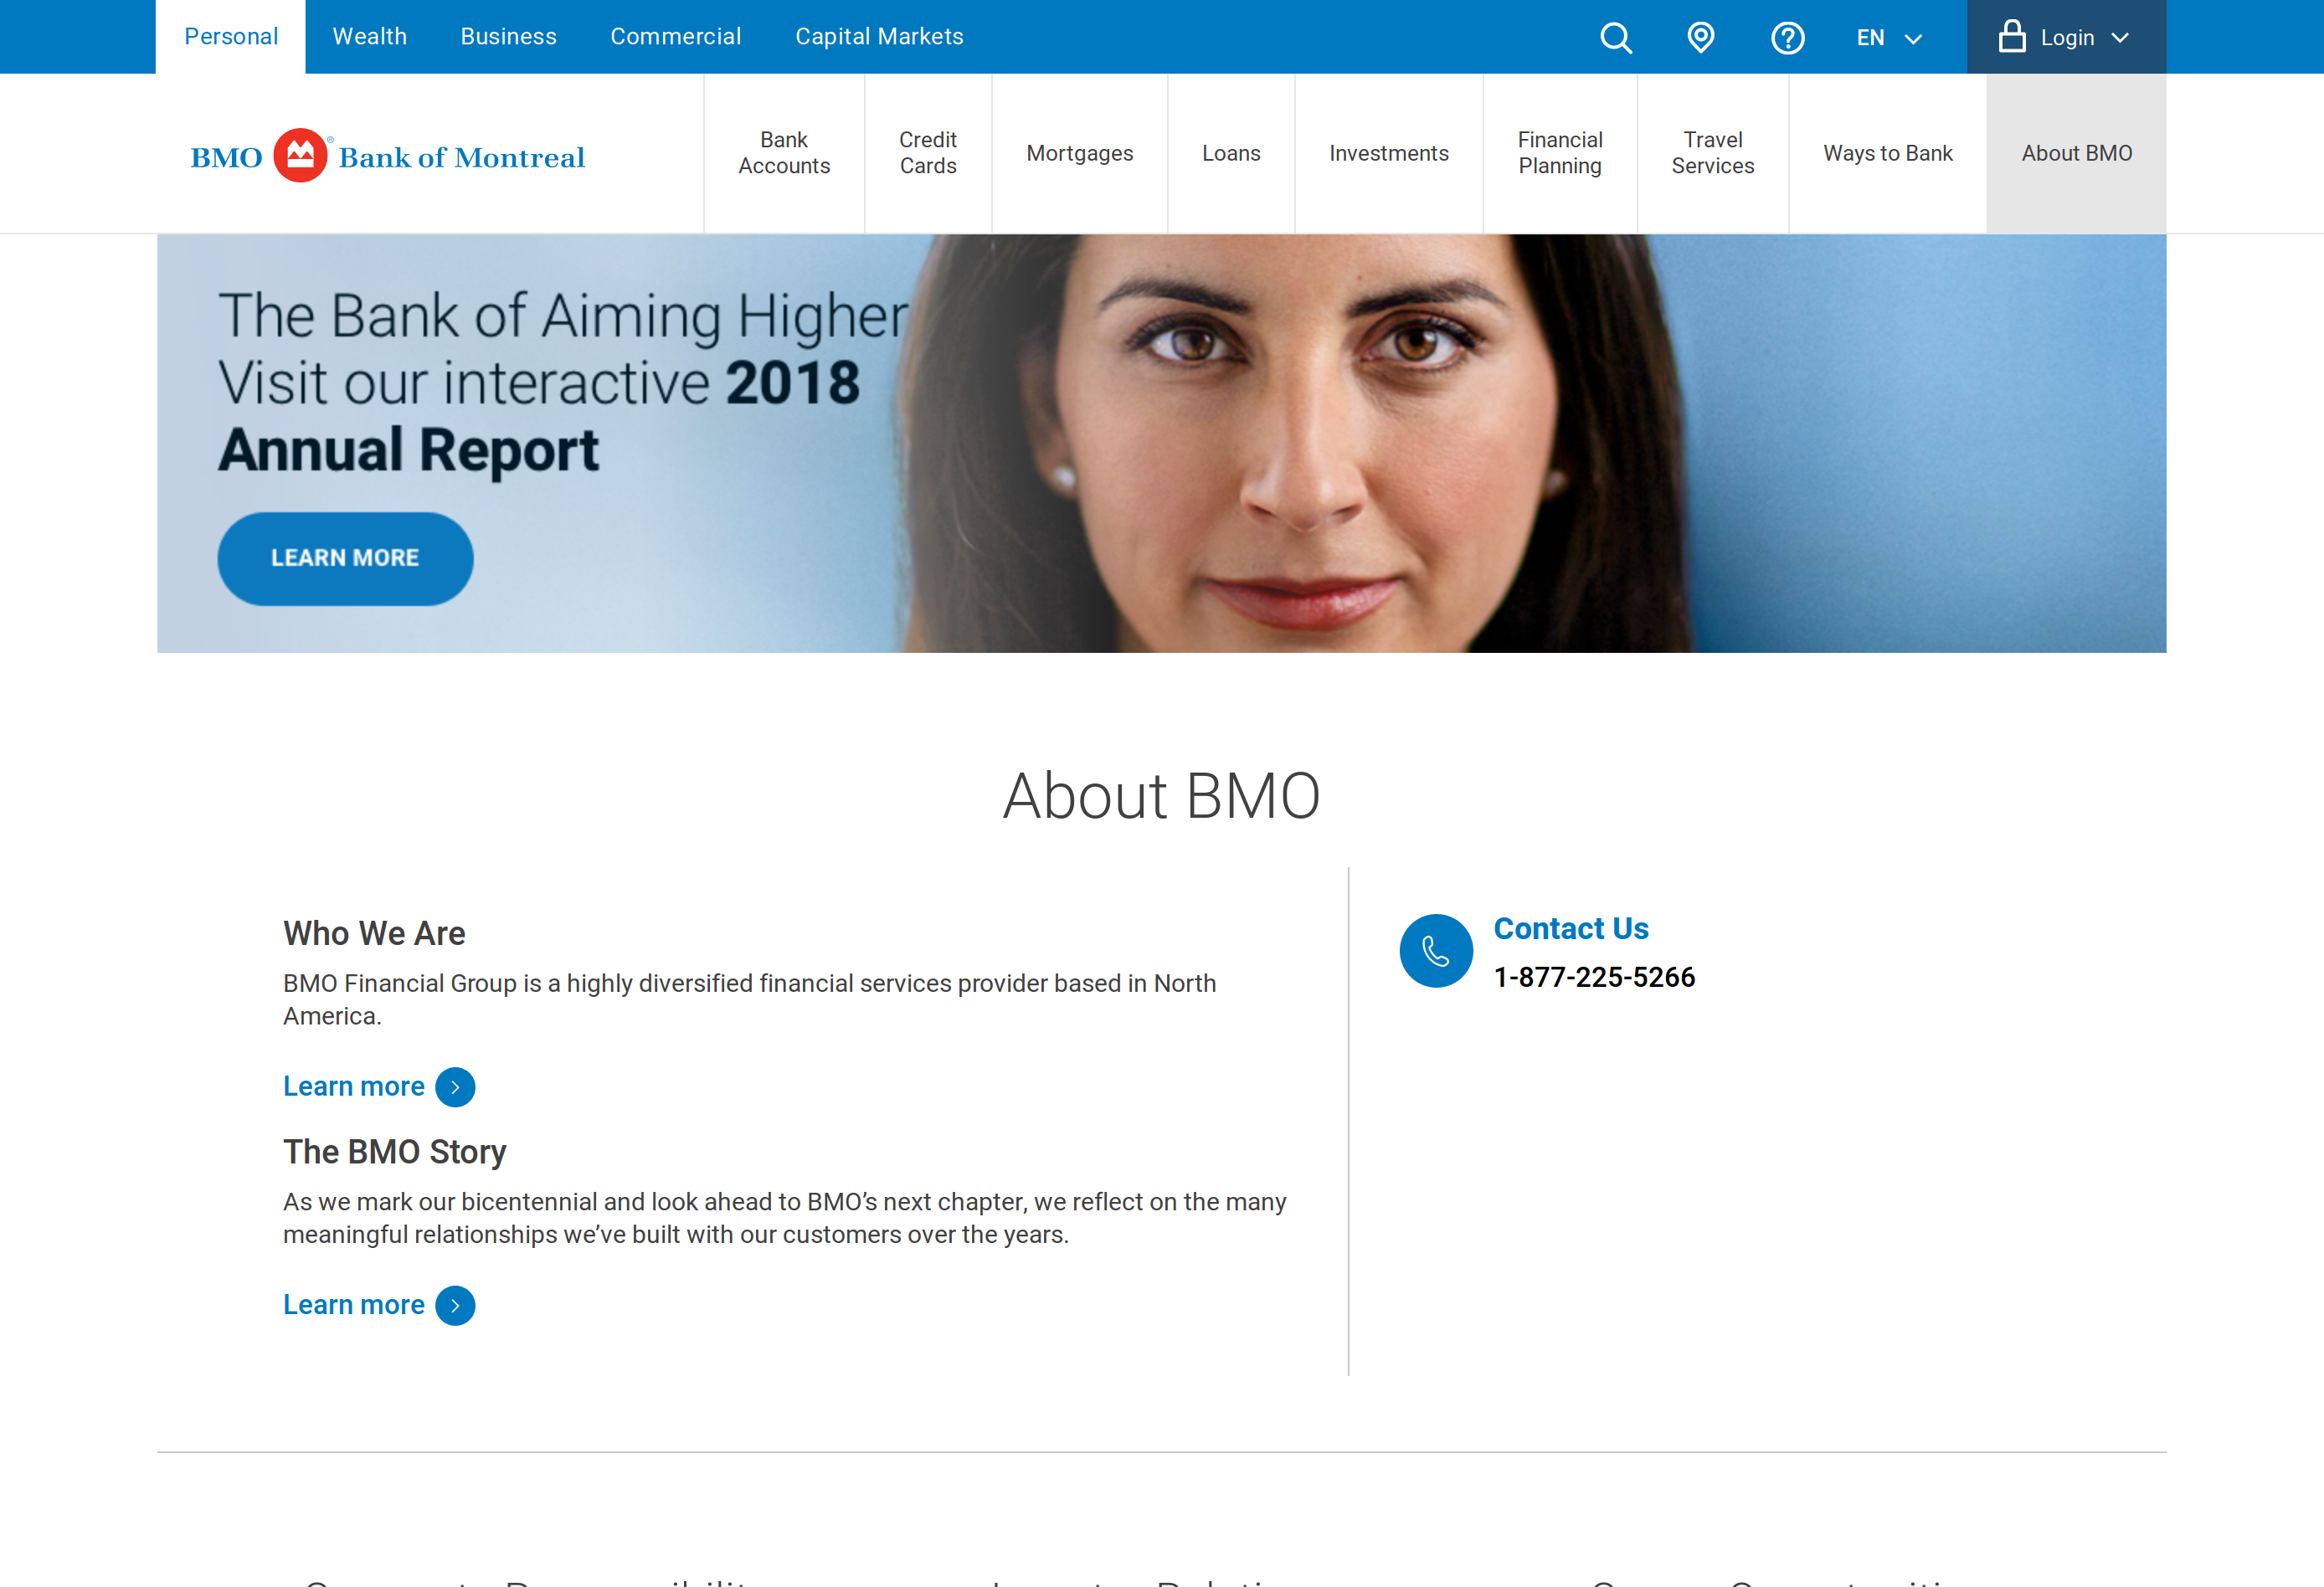 Personal
Wealth
Business
Commercial
Capital Markets
EN
Login
BMO ® Bank of Montreal
Bank
Accounts
Credit
Cards
Mortgages
Loans
Investments
Financial
Planning
Travel
Services
Ways to Bank
About BMO
The Bank of Aiming Higher
Visit our interactive 2018
Annual Report
LEARN MORE
About BMO
Who We Are
BMO Financial Group is a highly diversified financial services provider based in North
America.
Learn more
The BMO Story
As we mark our bicentennial and look ahead to BMO’s next chapter, we reflect on the many
meaningful relationships we’ve built with our customers over the years.
Learn more
Contact Us
1-877-225-5266